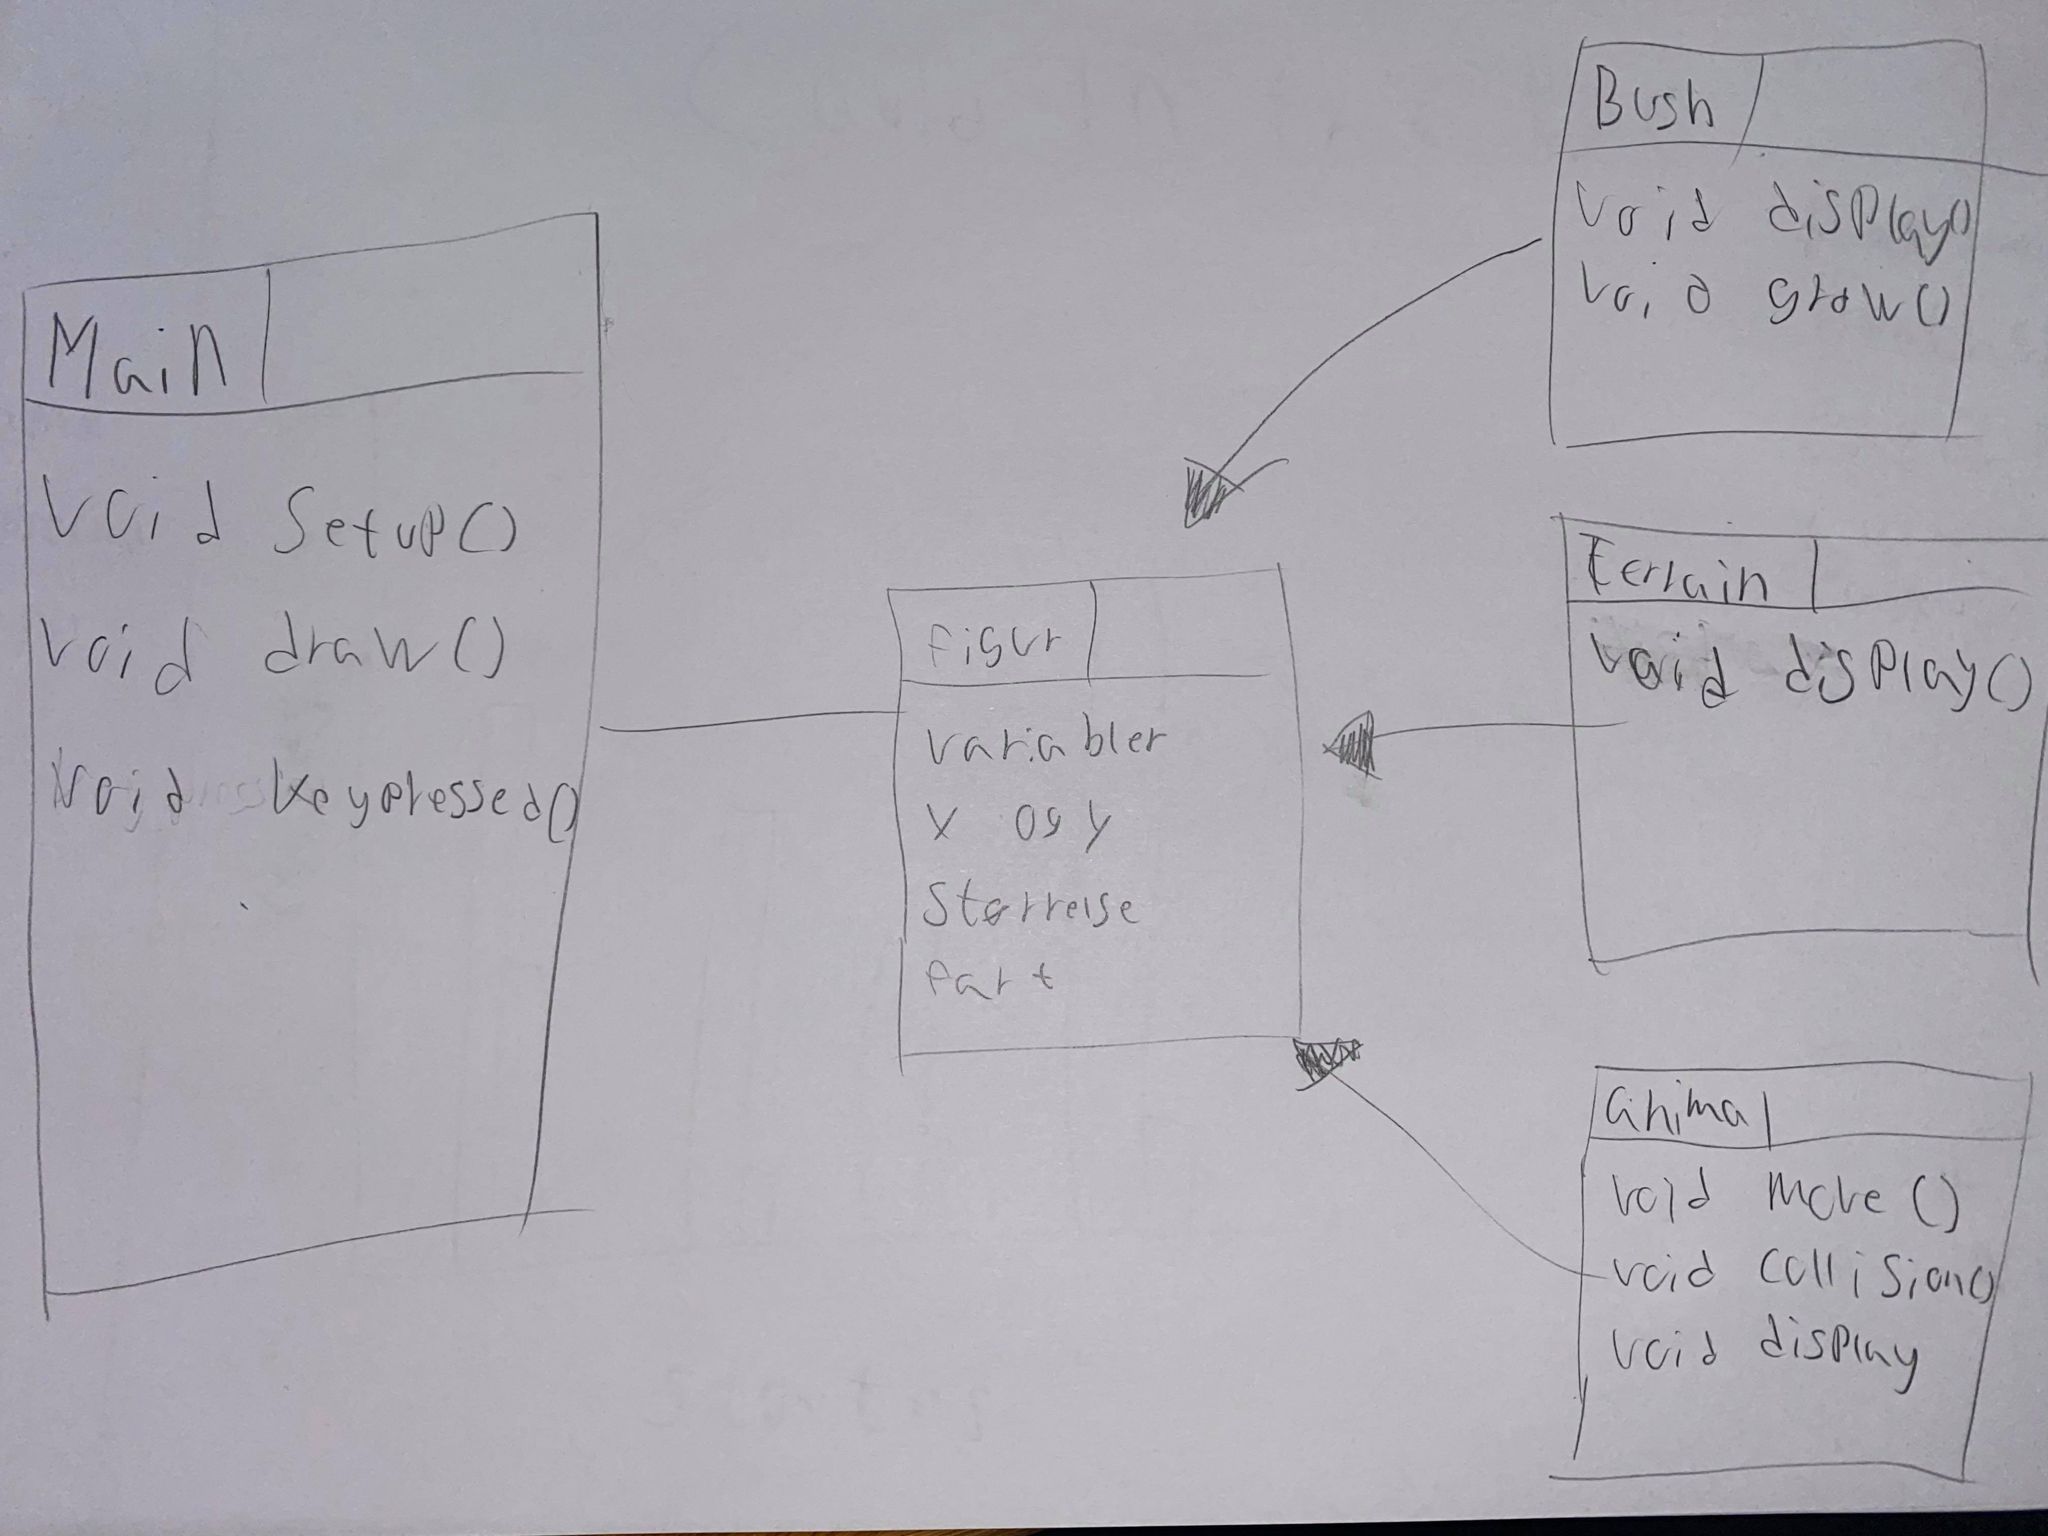 Main
void setup()
void draw()
void keypressed()
figur
variabler
x og y
Størrelse
fart
Bush
void display()
void grow()
terrain
void display()
animal
void move()
void collision()
void display